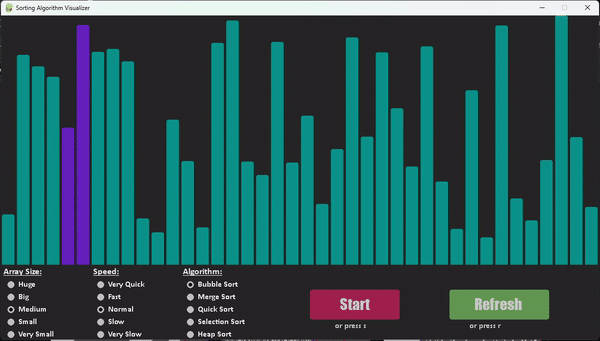 Sorting Algorithm Visualizer
Array Size: Speed: Algorithm:
Huge Very Quick Bubble Sort
Big Fast Merge Sort
Medium Normal Quick Sort
Small Slow Selection Sort
Very Small Very Slow Heap Sort
Start Refresh
or press s or press r